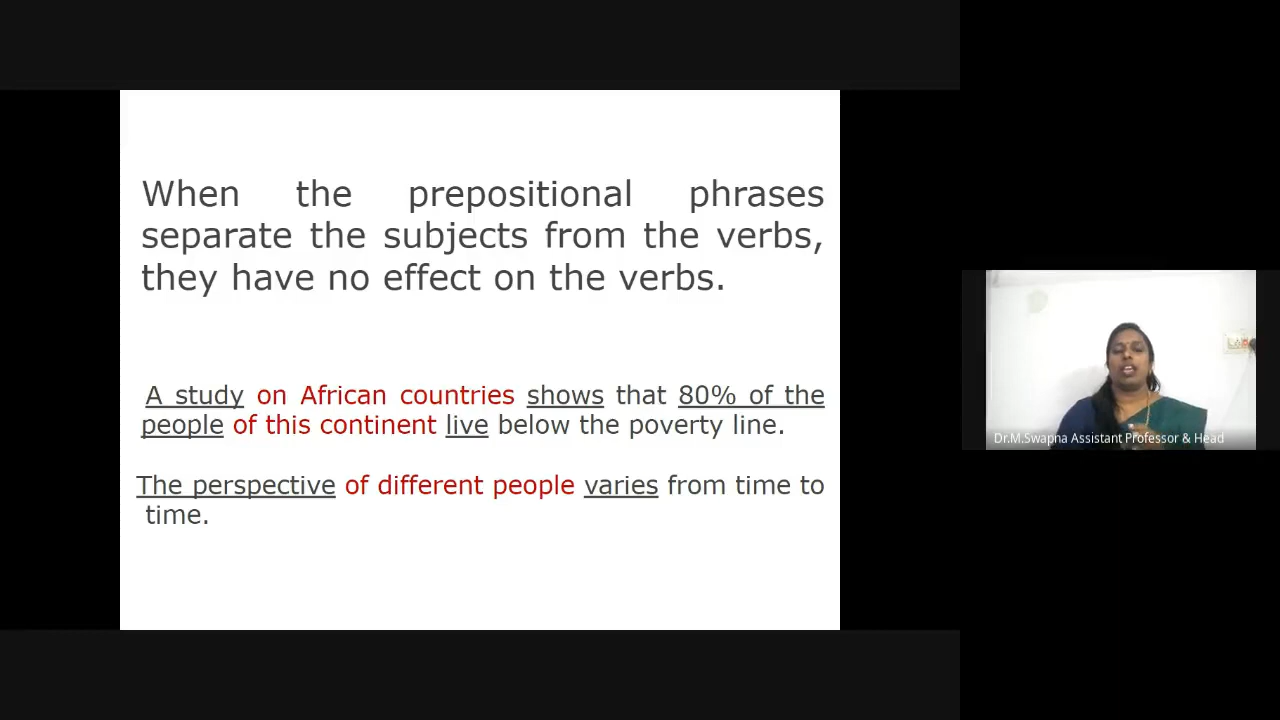 When the prepositional phrases
separate the subjects from the verbs,
they have no effect on the verbs.
A study on African countries shows that 80% of the
people of this continent live below the poverty line.
The perspective of different people varies from time to
time.
Dr.M.Swapna Assistant Professor & Head